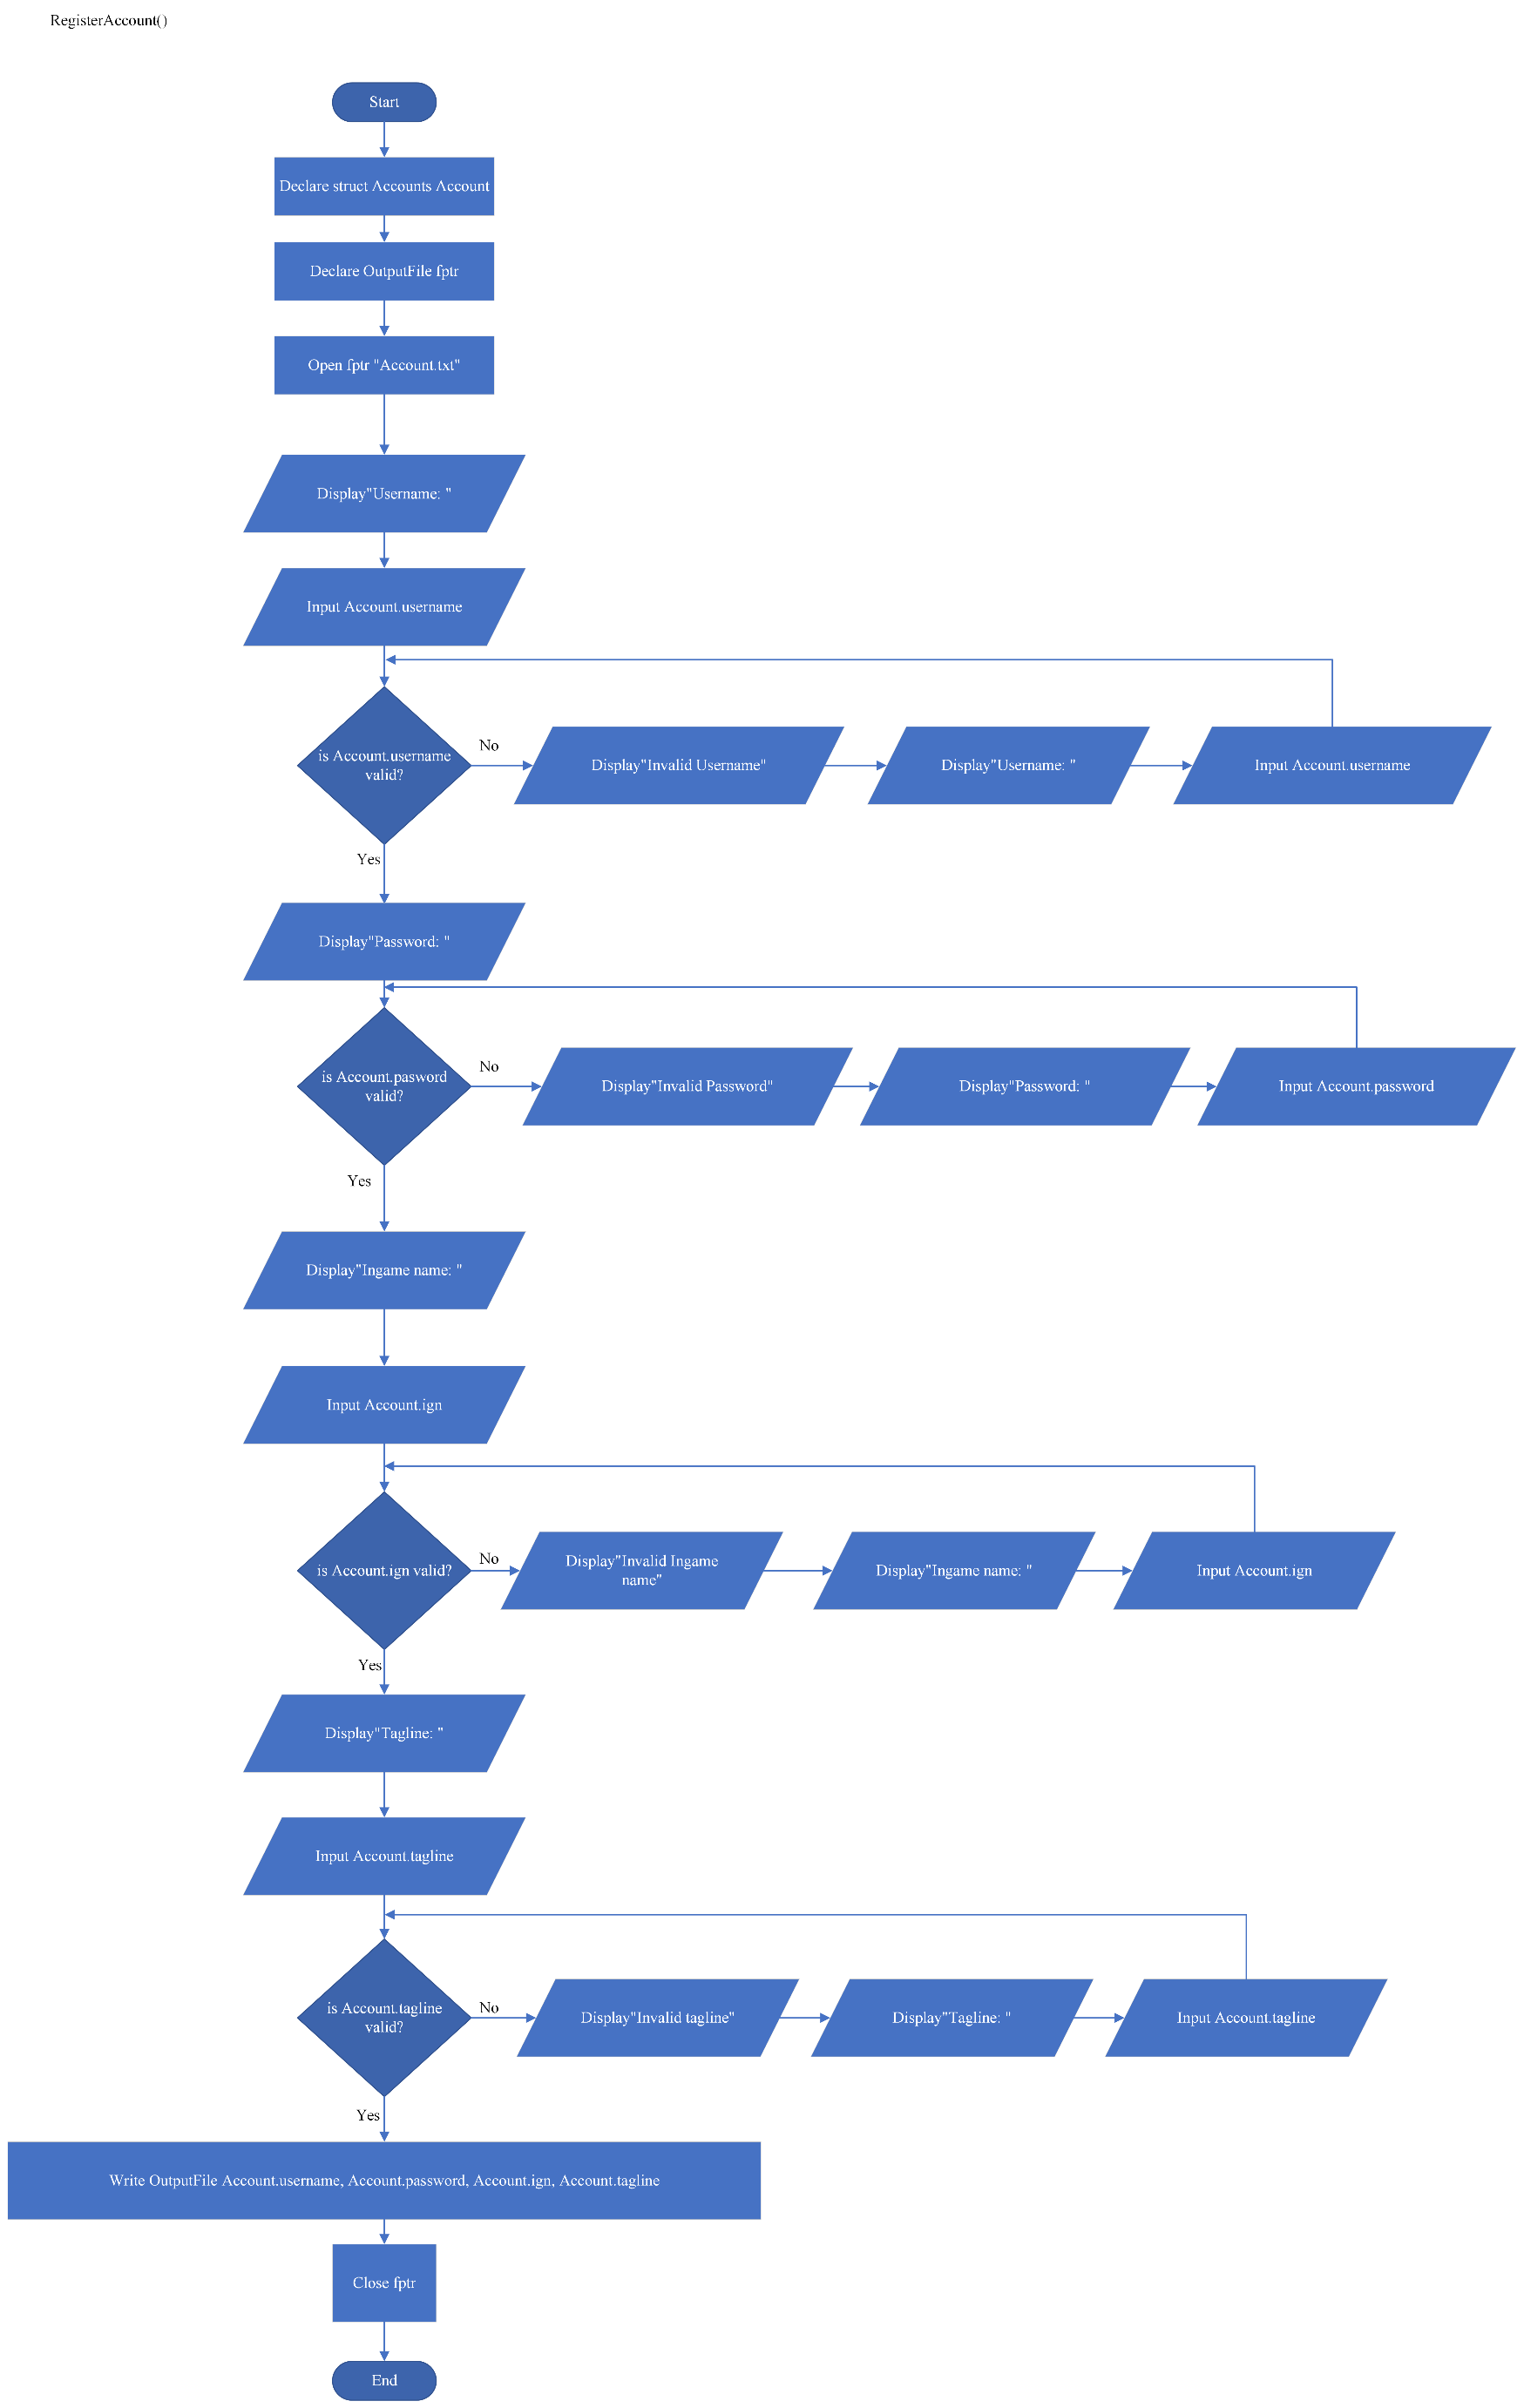 RegisterAccount()
Start
Declare struct Accounts Account
Declare OutputFile fptr
Open fptr "Account.txt"
Display"Username: "
Input Account.username
is Account.username
valid?
No
Display"Invalid Username"
Display"Username: "
Input Account.username
Yes
Display"Password: "
is Account.pasword
valid?
No
Display"Invalid Password"
Display"Password: "
Input Account.password
Yes
Display"Ingame name: "
Input Account.ign
is Account.ign valid?
No
Display"Invalid Ingame
name"
Display"Ingame name: "
Input Account.ign
Yes
Display"Tagline: "
Input Account.tagline
is Account.tagline
valid?
No
Display"Invalid tagline"
Display"Tagline: "
Input Account.tagline
Yes
Write OutputFile Account.username, Account.password, Account.ign, Account.tagline
Close fptr
End